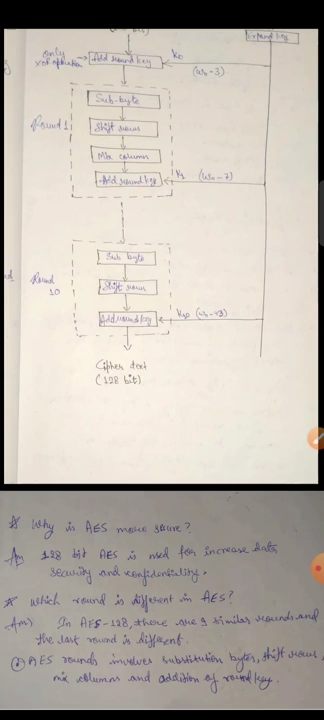 Expand key
only
xor operation → Add round key
K0
(w0-3)
Round 1
Sub-byte
Shift rows
Mix columns
Add round key
K1 (w0-7)
Round
10
Sub byte
Shift rows
Add round key
K10
Cipher text
(128 bit)
Why is AES more secure?
128 bit AES is used for increase data
security and confidentiality.
Which round is different in AES?
Ans) In AES-128, there are 9 similar rounds and
the last round is different.
AES rounds involves substitution bytes, shift rows,
mix columns and addition of round key.